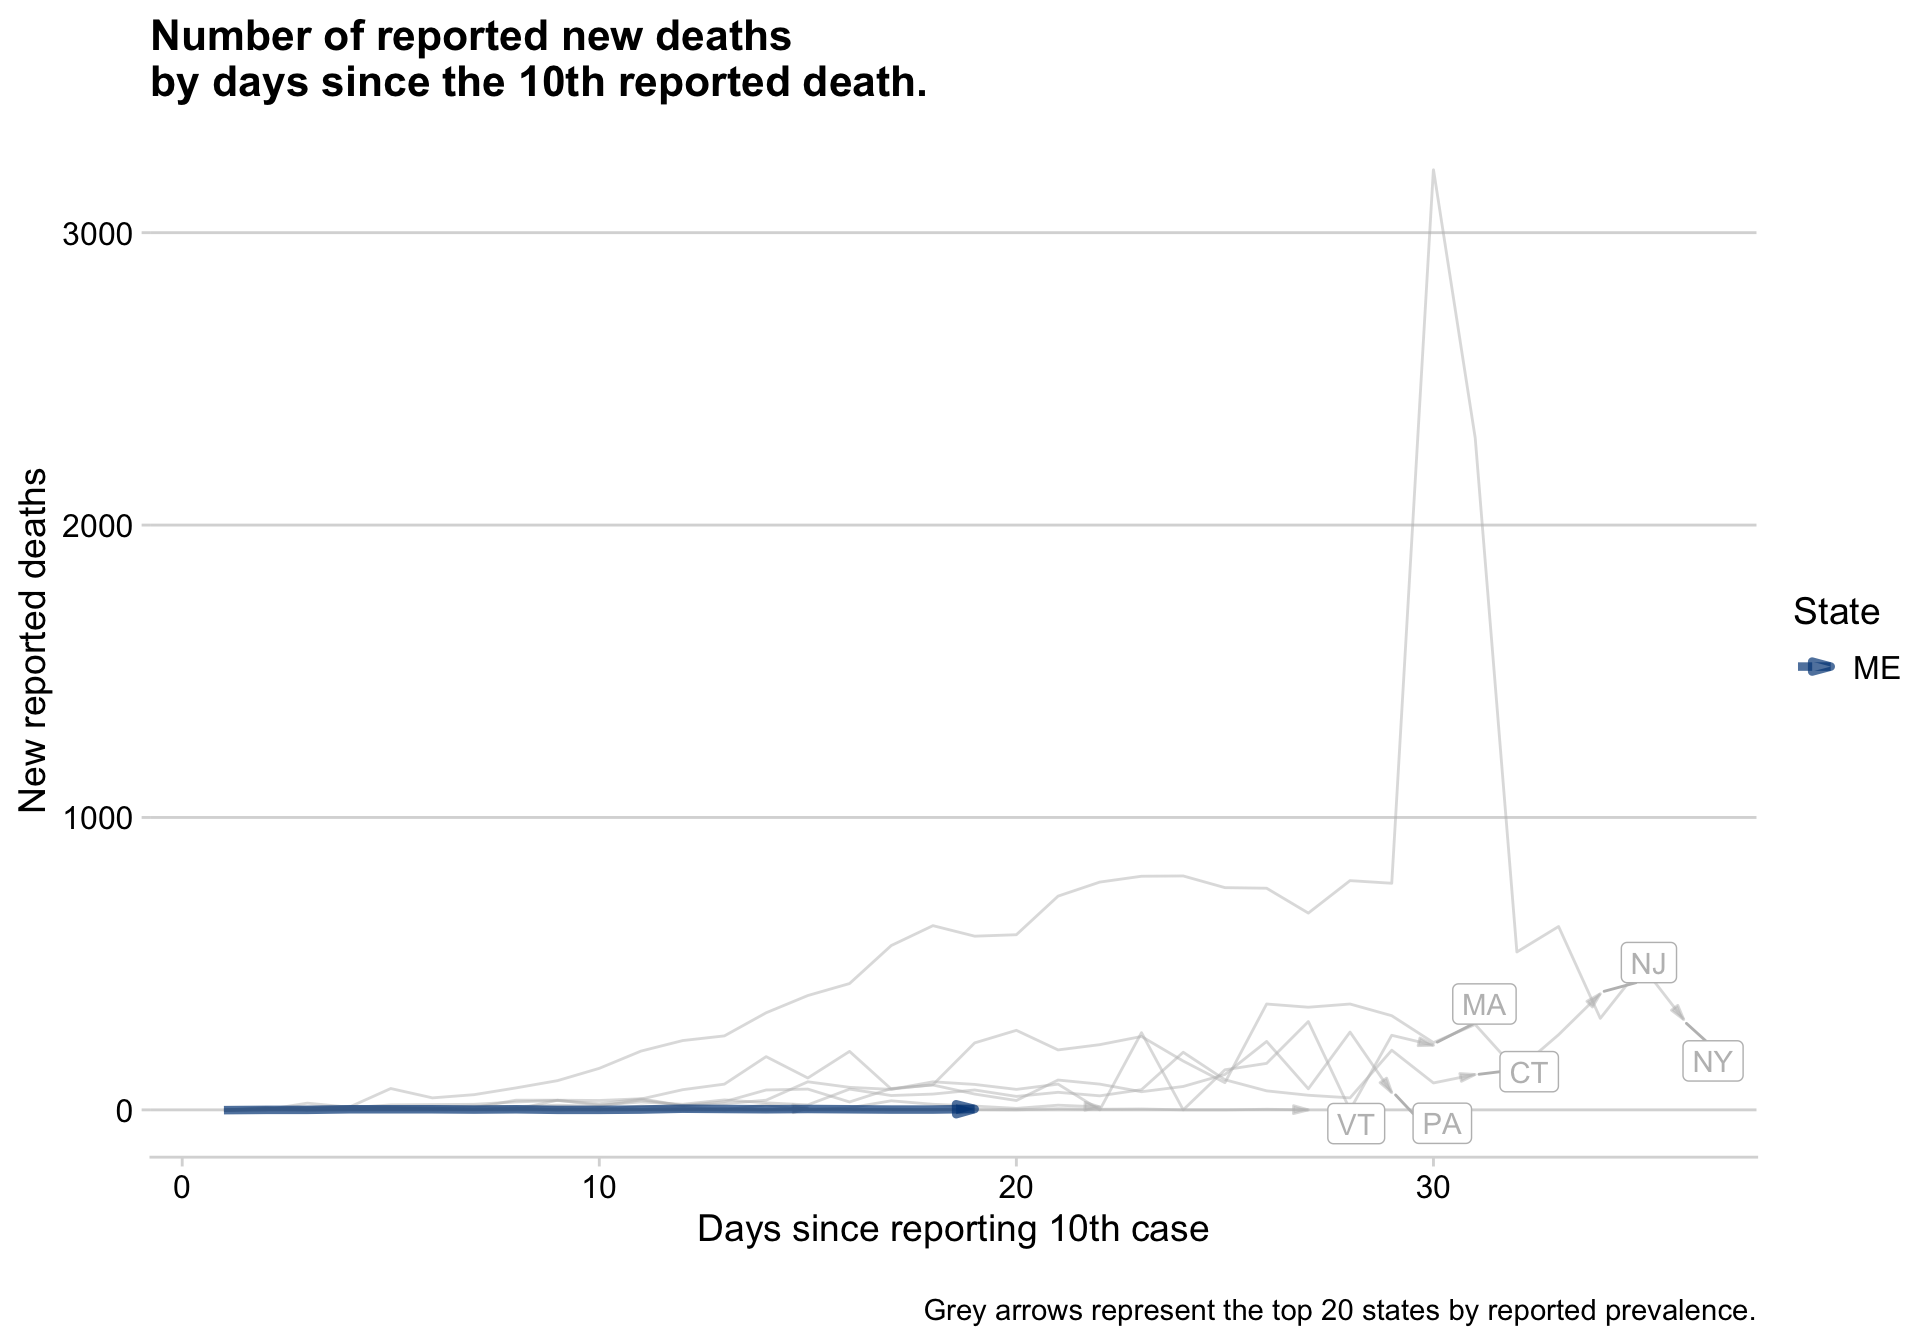 Number of reported new deaths
by days since the 10th reported death.
3000
2000
1000
0
New reported deaths
NJ
MA
NY
CT
VT
PA
State
ME
0 10 20 30
Days since reporting 10th case
Grey arrows represent the top 20 states by reported prevalence.